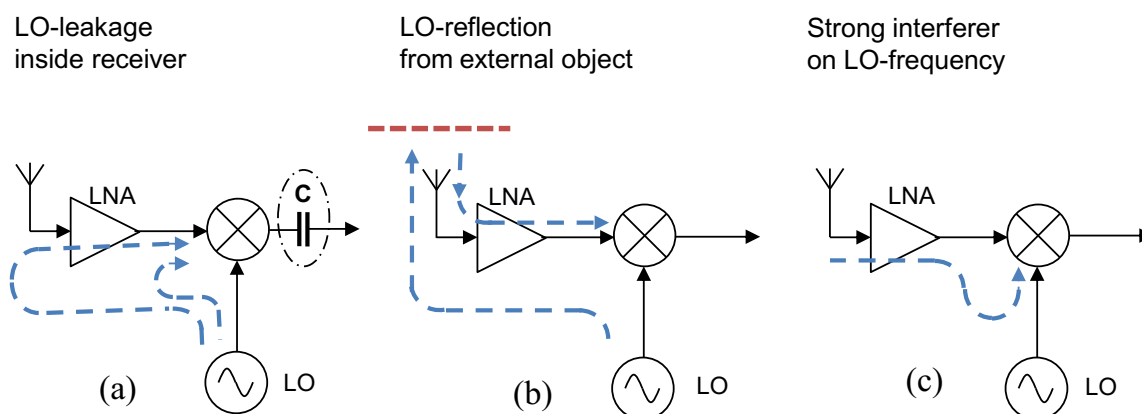 LO-leakage
inside receiver
LO-reflection
from external object
Strong interferer
on LO-frequency
LNA
C
LO
(a)
LNA
LO
(b)
LNA
LO
(c)